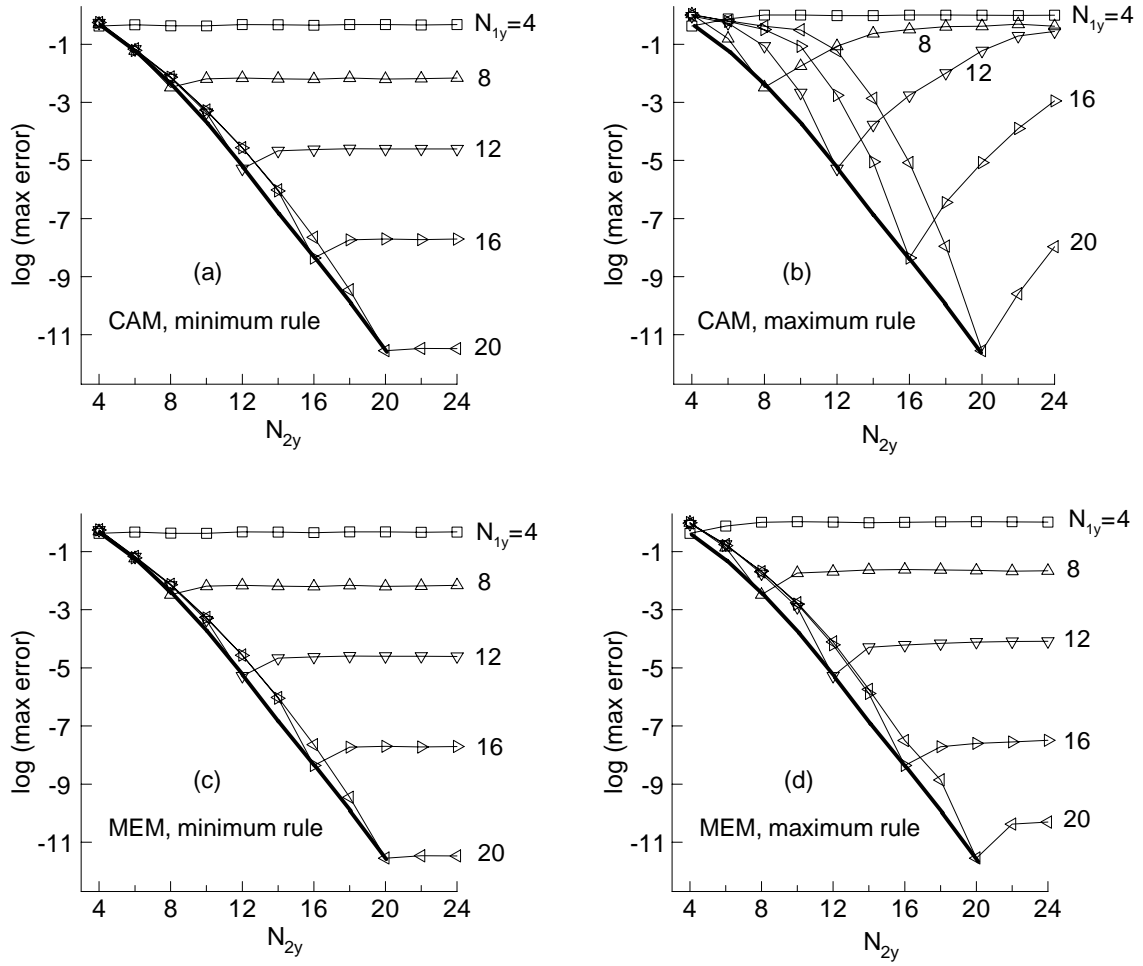 -1
-3
-5
-7
-9
-11
4 8 12 16 20 24
N2y
log (max error)
N1y=4
8
12
16
20
(a)
CAM, minimum rule
-1
-3
-5
-7
-9
-11
4 8 12 16 20 24
N2y
log (max error)
N1y=4
8
12
16
20
(b)
CAM, maximum rule
-1
-3
-5
-7
-9
-11
4 8 12 16 20 24
N2y
log (max error)
N1y=4
8
12
16
20
(c)
MEM, minimum rule
-1
-3
-5
-7
-9
-11
4 8 12 16 20 24
N2y
log (max error)
N1y=4
8
12
16
20
(d)
MEM, maximum rule